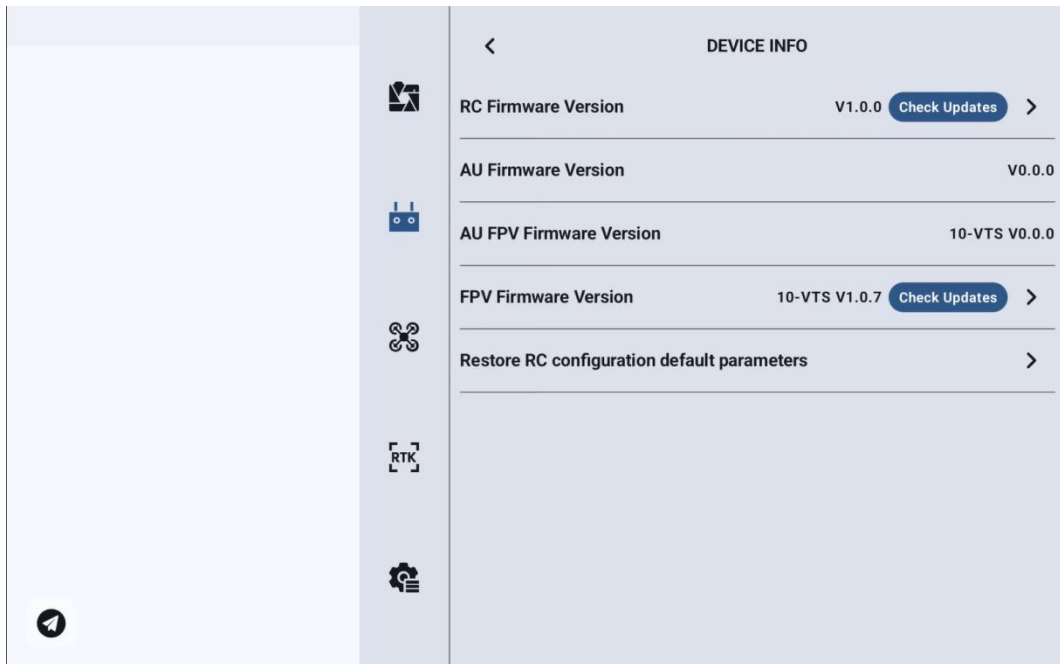 DEVICE INFO
RC Firmware Version V1.0.0 Check Updates
AU Firmware Version V0.0.0
AU FPV Firmware Version 10-VTS V0.0.0
FPV Firmware Version 10-VTS V1.0.7 Check Updates
Restore RC configuration default parameters
RTK